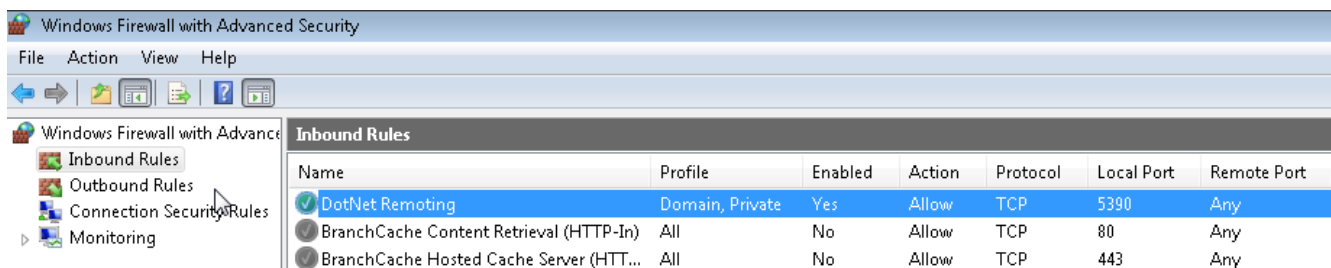 Windows Firewall with Advanced Security
File Action View Help
Windows Firewall with Advance
Inbound Rules
Outbound Rules
Connection Security Rules
Monitoring
Inbound Rules
Name Profile Enabled Action Protocol Local Port Remote Port
DotNet Remoting Domain, Private Yes Allow TCP 5390 Any
BranchCache Content Retrieval (HTTP-In) All No Allow TCP 80 Any
BranchCache Hosted Cache Server (HTT... All No Allow TCP 443 Any